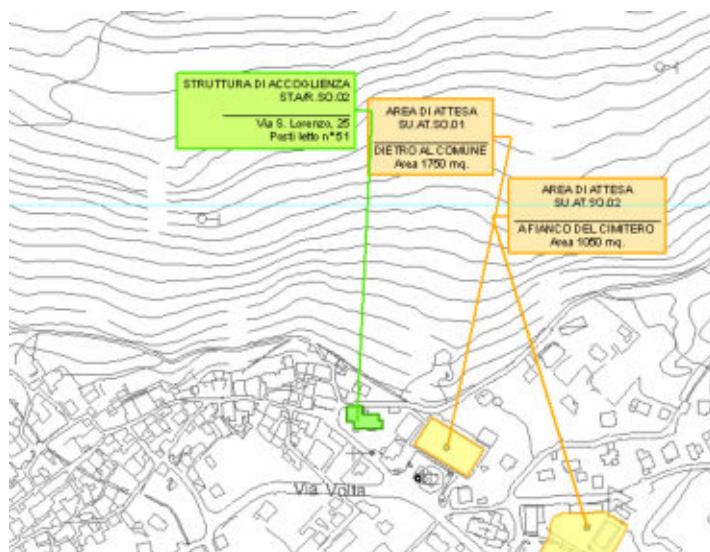 STRUTTURA DI ACCOGLIENZA
ST.A/R.SO.02
Via S. Lorenzo, 25
Posti letto n°51
AREA DI ATTESA
SU.AT.SO.01
DIETRO AL COMUNE
Area 1750 mq.
AREA DI ATTESA
SU.AT.SO.02
A FIANCO DEL CIMITERO
Area 1050 mq.
Via Volta